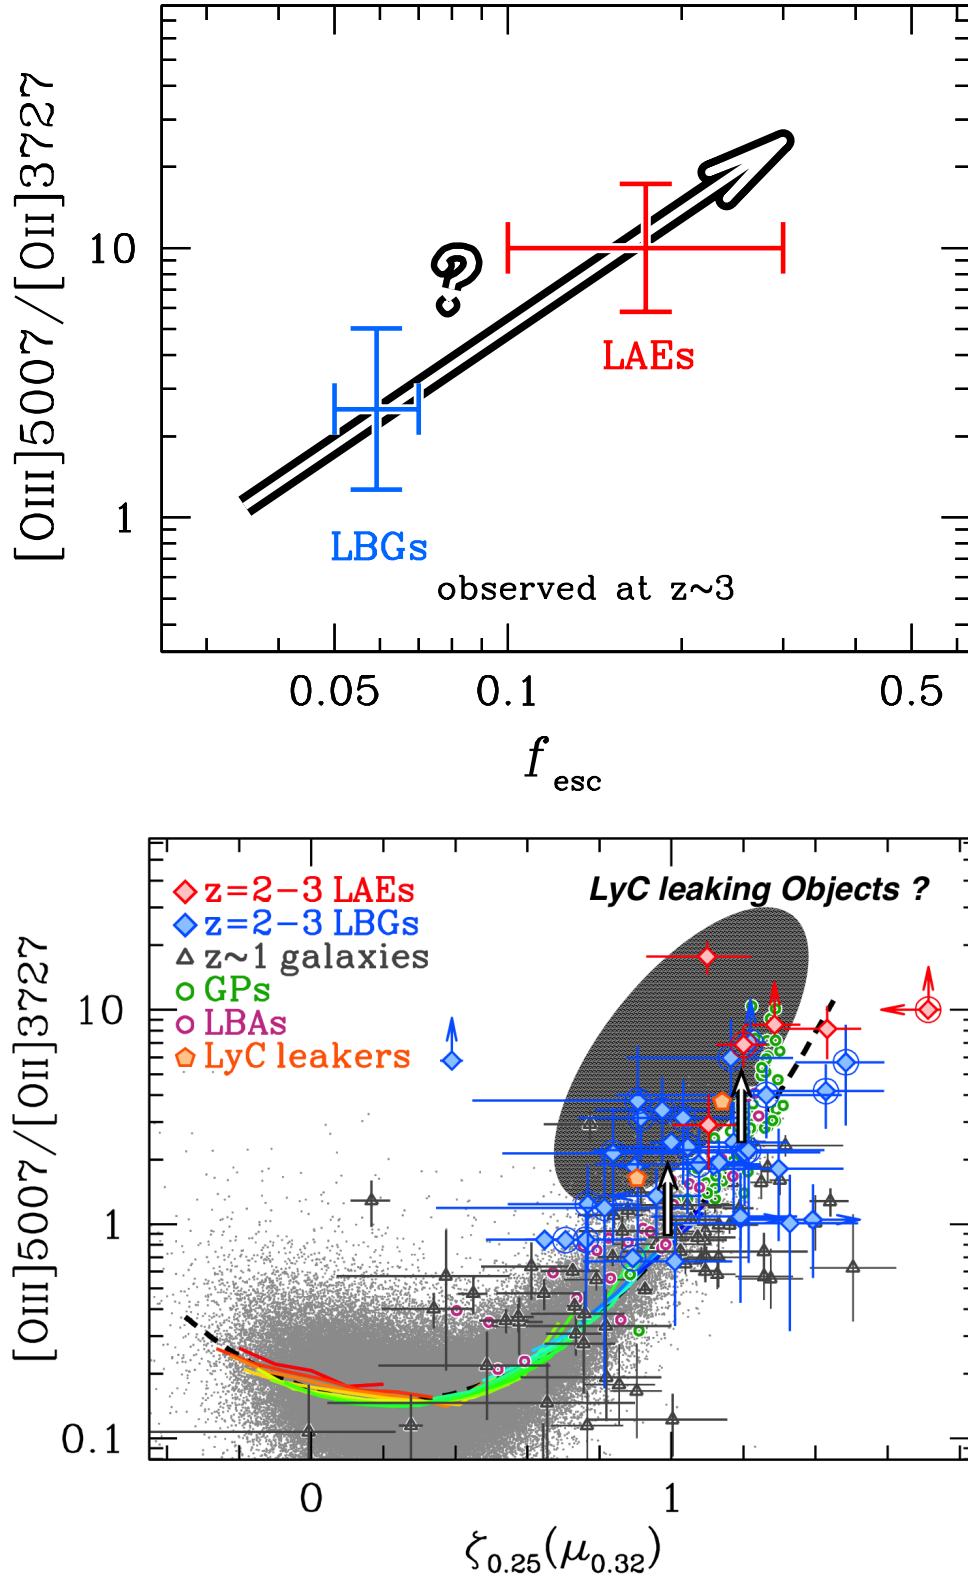 [OIII]5007/[OII]3727
10
1
?
LAEs
LBGs
observed at z~3
0.05
0.1
0.5
f esc
[OIII]5007/[OII]3727
10
1
0.1
z=2-3 LAEs
z=2-3 LBGs
z~1 galaxies
GPs
LBAs
LyC leakers
LyC leaking Objects ?
0
1
ζ0.25(μ0.32)